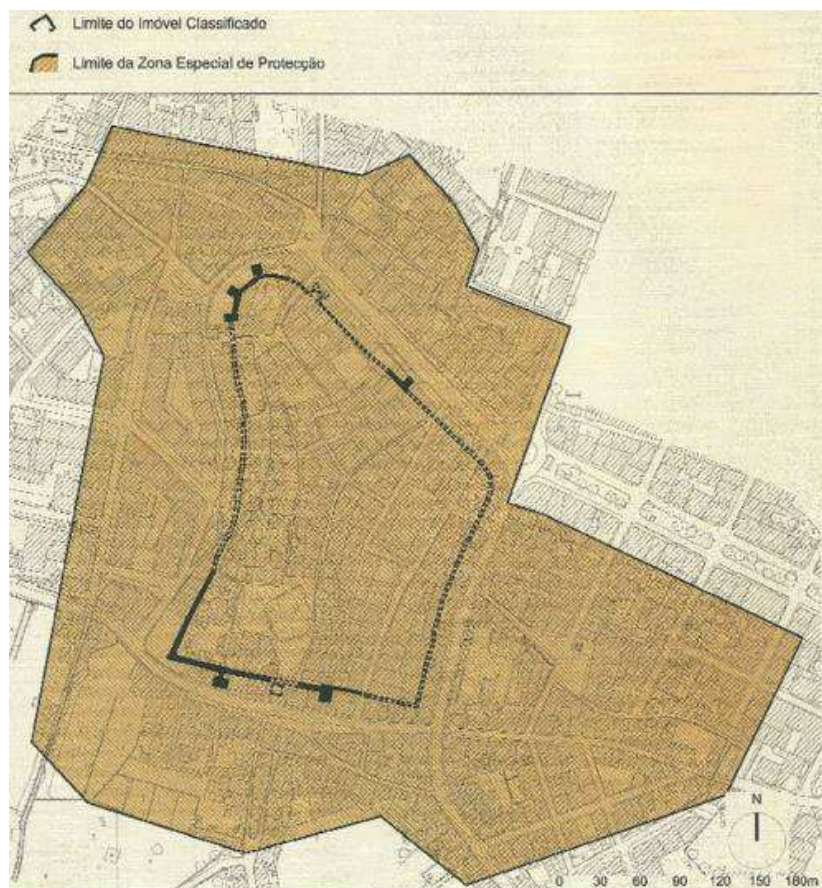 Limite do Imóvel Classificado
Limite da Zona Especial de Protecção
N
0 30 60 90 120 150 180m